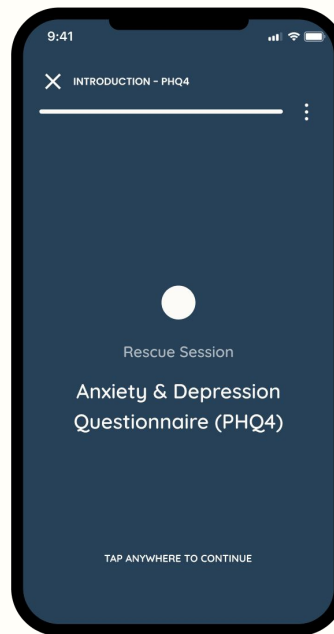 9:41
INTRODUCTION - PHQ4
Rescue Session
Anxiety & Depression
Questionnaire (PHQ4)
TAP ANYWHERE TO CONTINUE